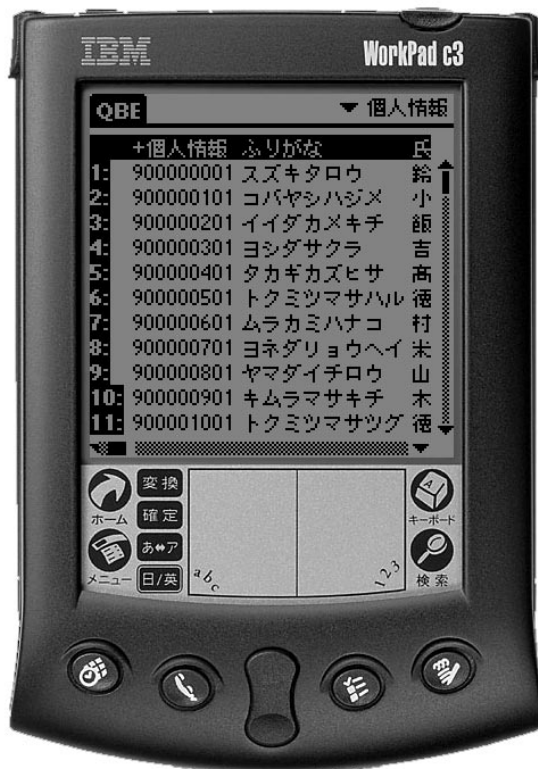 IBM WorkPad c3
QBE ▼ 個人情報
+個人情報 ふりがな 氏
1: 900000001 スズキタロウ 鈴
2: 900000101 コバヤシハジメ 小
3: 900000201 イイダカメキチ 飯
4: 900000301 ヨシダサクラ 吉
5: 900000401 タカギカズヒサ 高
6: 900000501 トクミツマサハル 徳
7: 900000601 ムラカミハナコ 村
8: 900000701 ヨネダリョウヘイ 米
9: 900000801 ヤマダイチロウ 山
10: 900000901 キムラマサキチ 木
11: 900001001 トクミツマサツグ 徳
ホーム
メニュー
変換
確定
あ↔ア
日/英
abc
123
キーボード
検索